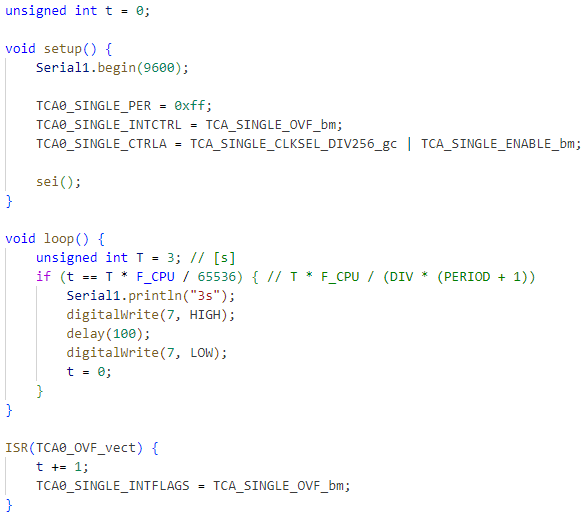 unsigned int t = 0;

void setup() {
    Serial1.begin(9600);

    TCA0_SINGLE_PER = 0xff;
    TCA0_SINGLE_INTCTRL = TCA_SINGLE_OVF_bm;
    TCA0_SINGLE_CTRLA = TCA_SINGLE_CLKSEL_DIV256_gc | TCA_SINGLE_ENABLE_bm;

    sei();
}

void loop() {
    unsigned int T = 3; // [s]
    if (t == T * F_CPU / 65536) { // T * F_CPU / (DIV * (PERIOD + 1))
        Serial1.println("3s");
        digitalWrite(7, HIGH);
        delay(100);
        digitalWrite(7, LOW);
        t = 0;
    }
}

ISR(TCA0_OVF_vect) {
    t += 1;
    TCA0_SINGLE_INTFLAGS = TCA_SINGLE_OVF_bm;
}